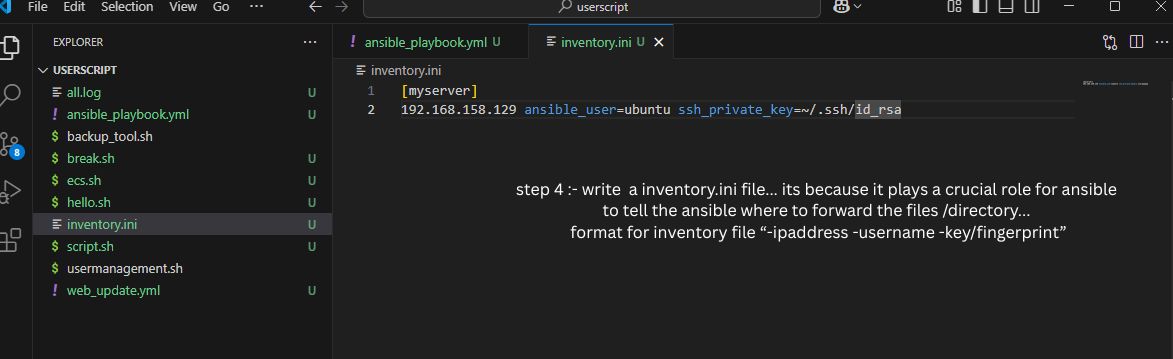 File Edit Selection View Go ··· userscript
EXPLORER ···
ansible_playbook.yml U
inventory.ini U
USERSCRIPT
inventory.ini
all.log U
ansible_playbook.yml U
backup_tool.sh
break.sh U
ecs.sh U
hello.sh U
inventory.ini U
script.sh U
usermanagement.sh
web_update.yml U
8
1 [myserver]
2 192.168.158.129 ansible_user=ubuntu ssh_private_key=~/.ssh/id_rsa
step 4 :- write a inventory.ini file... its because it plays a crucial role for ansible
to tell the ansible where to forward the files /directory...
format for inventory file “-ipaddress -username -key/fingerprint”